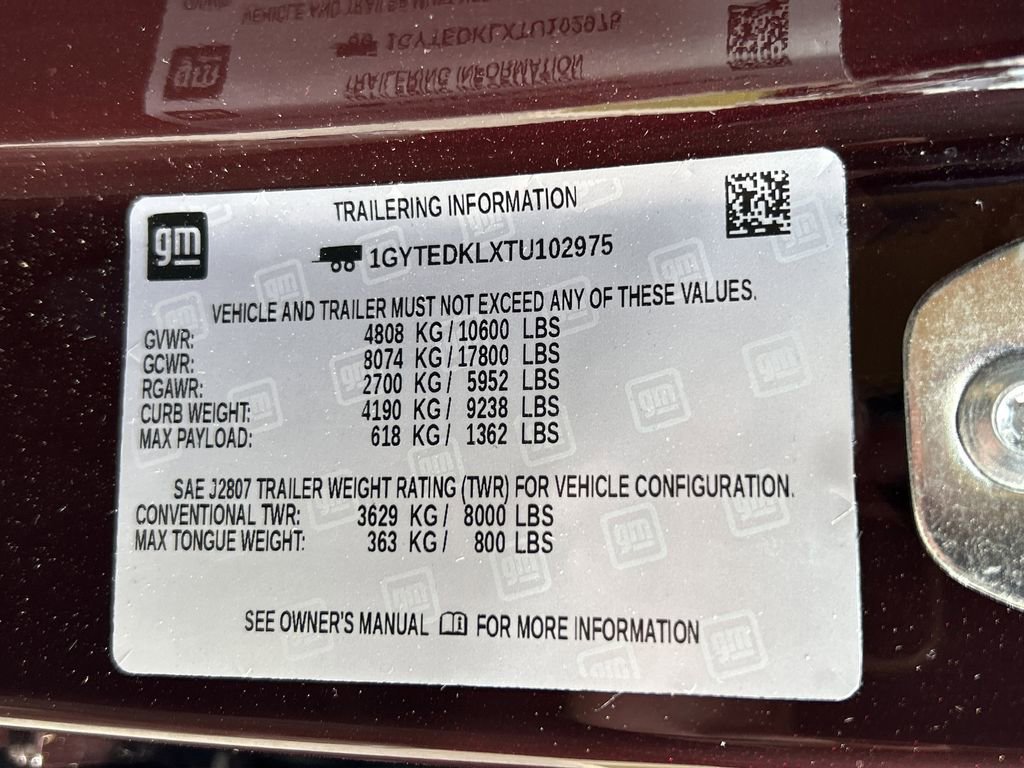 gm
TRAILERING INFORMATION
1GYTEDKLXTU102975
VEHICLE AND TRAILER MUST NOT EXCEED ANY OF THESE VALUES.
GVWR: 4808 KG / 10600 LBS
GCWR: 8074 KG / 17800 LBS
RGAWR: 2700 KG / 5952 LBS
CURB WEIGHT: 4190 KG / 9238 LBS
MAX PAYLOAD: 618 KG / 1362 LBS
SAE J2807 TRAILER WEIGHT RATING (TWR) FOR VEHICLE CONFIGURATION.
CONVENTIONAL TWR: 3629 KG / 8000 LBS
MAX TONGUE WEIGHT: 363 KG / 800 LBS
SEE OWNER'S MANUAL FOR MORE INFORMATION